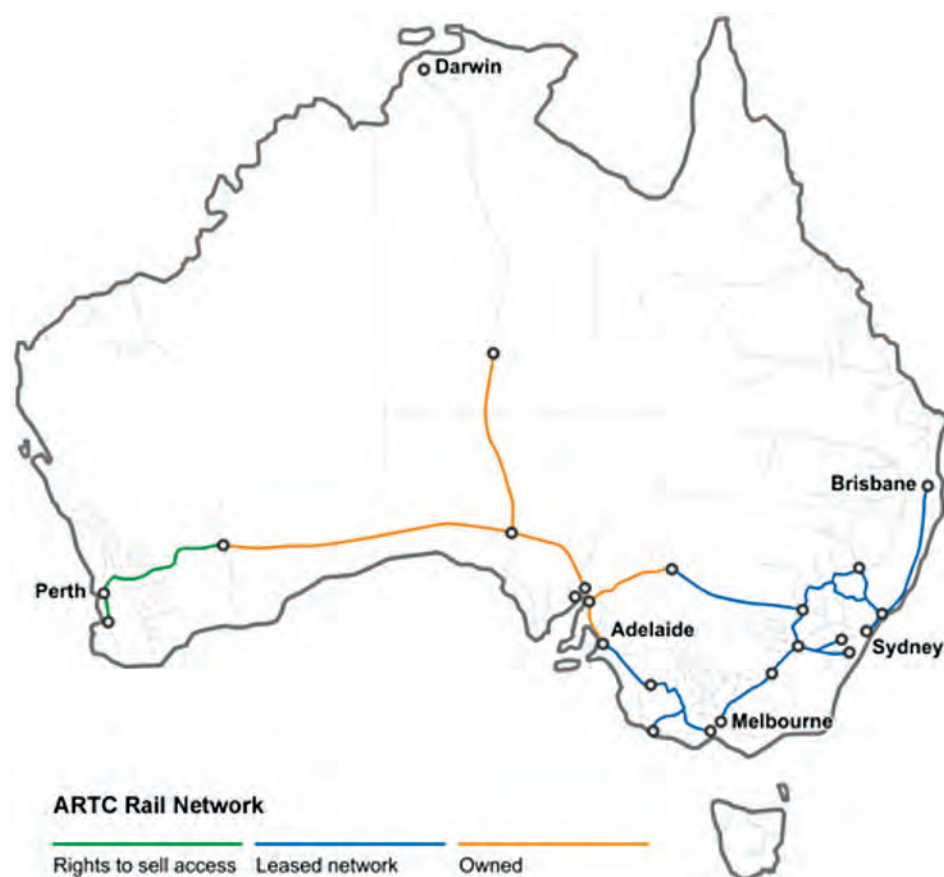 Darwin
Brisbane
Perth
Adelaide
Sydney
Melbourne
ARTC Rail Network
Rights to sell access Leased network Owned